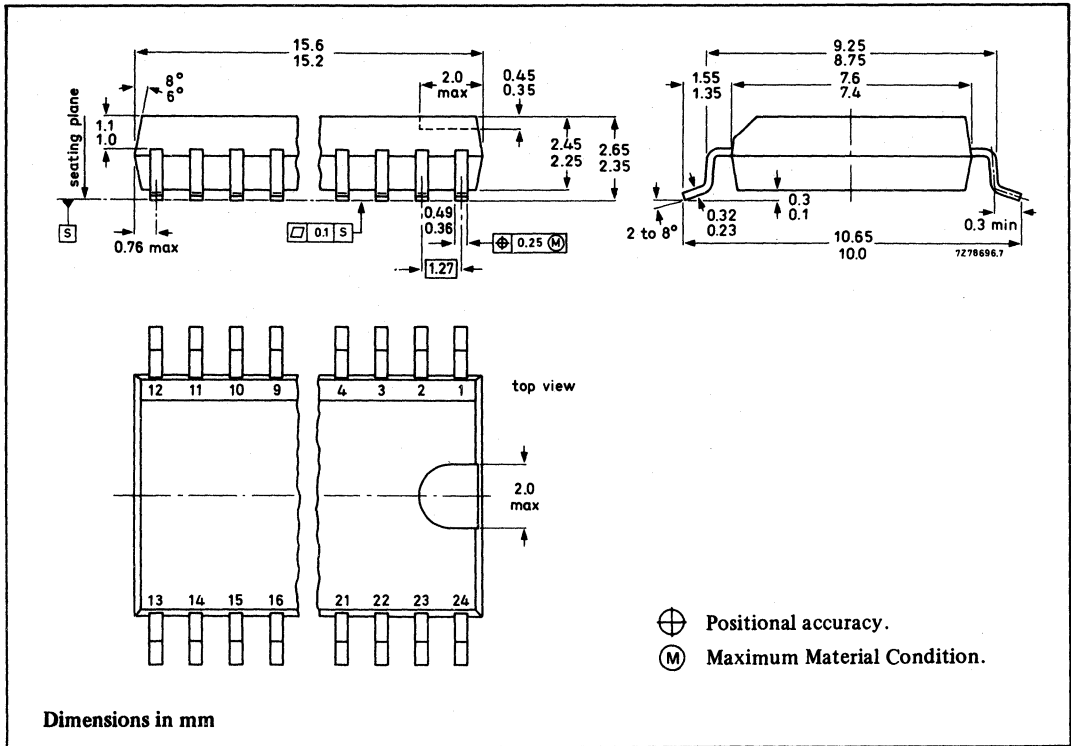 15.6
15.2
8°
6°
2.0
max
0.45
0.35
seating plane
1.1
1.0
2.45
2.25
2.65
2.35
S
0.76 max
0.1 S
0.49
0.36
0.25 M
1.27
9.25
8.75
1.55
1.35
7.6
7.4
2 to 8°
0.32
0.23
0.3
0.1
0.3 min
10.65
10.0
7Z78696.7
12 11 10 9 4 3 2 1
top view
2.0
max
13 14 15 16 21 22 23 24
Positional accuracy.
M Maximum Material Condition.
Dimensions in mm